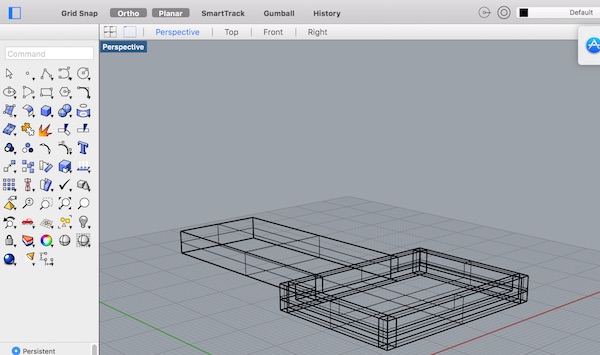 Grid Snap Ortho Planar SmartTrack Gumball History Default
Perspective Top Front Right
Perspective
Command
Persistent